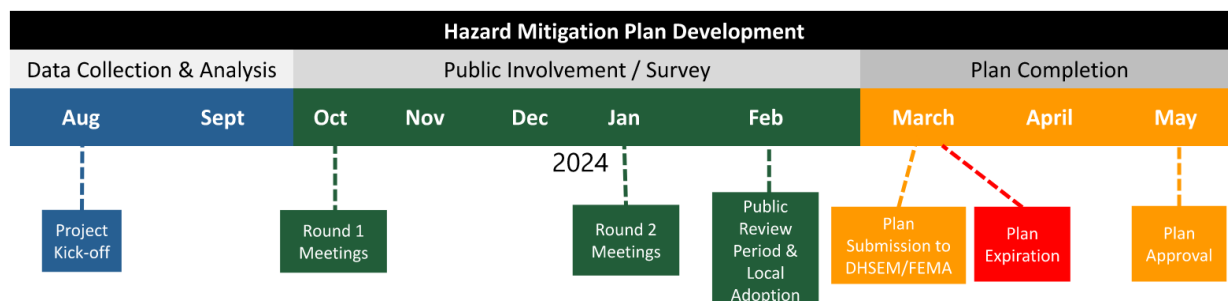 Hazard Mitigation Plan Development
Data Collection & Analysis
Public Involvement / Survey
Plan Completion
Aug
Sept
Oct
Nov
Dec
Jan
Feb
March
April
May
2024
Project
Kick-off
Round 1
Meetings
Round 2
Meetings
Public
Review
Period &
Local
Adoption
Plan
Submission to
DHSEM/FEMA
Plan
Expiration
Plan
Approval